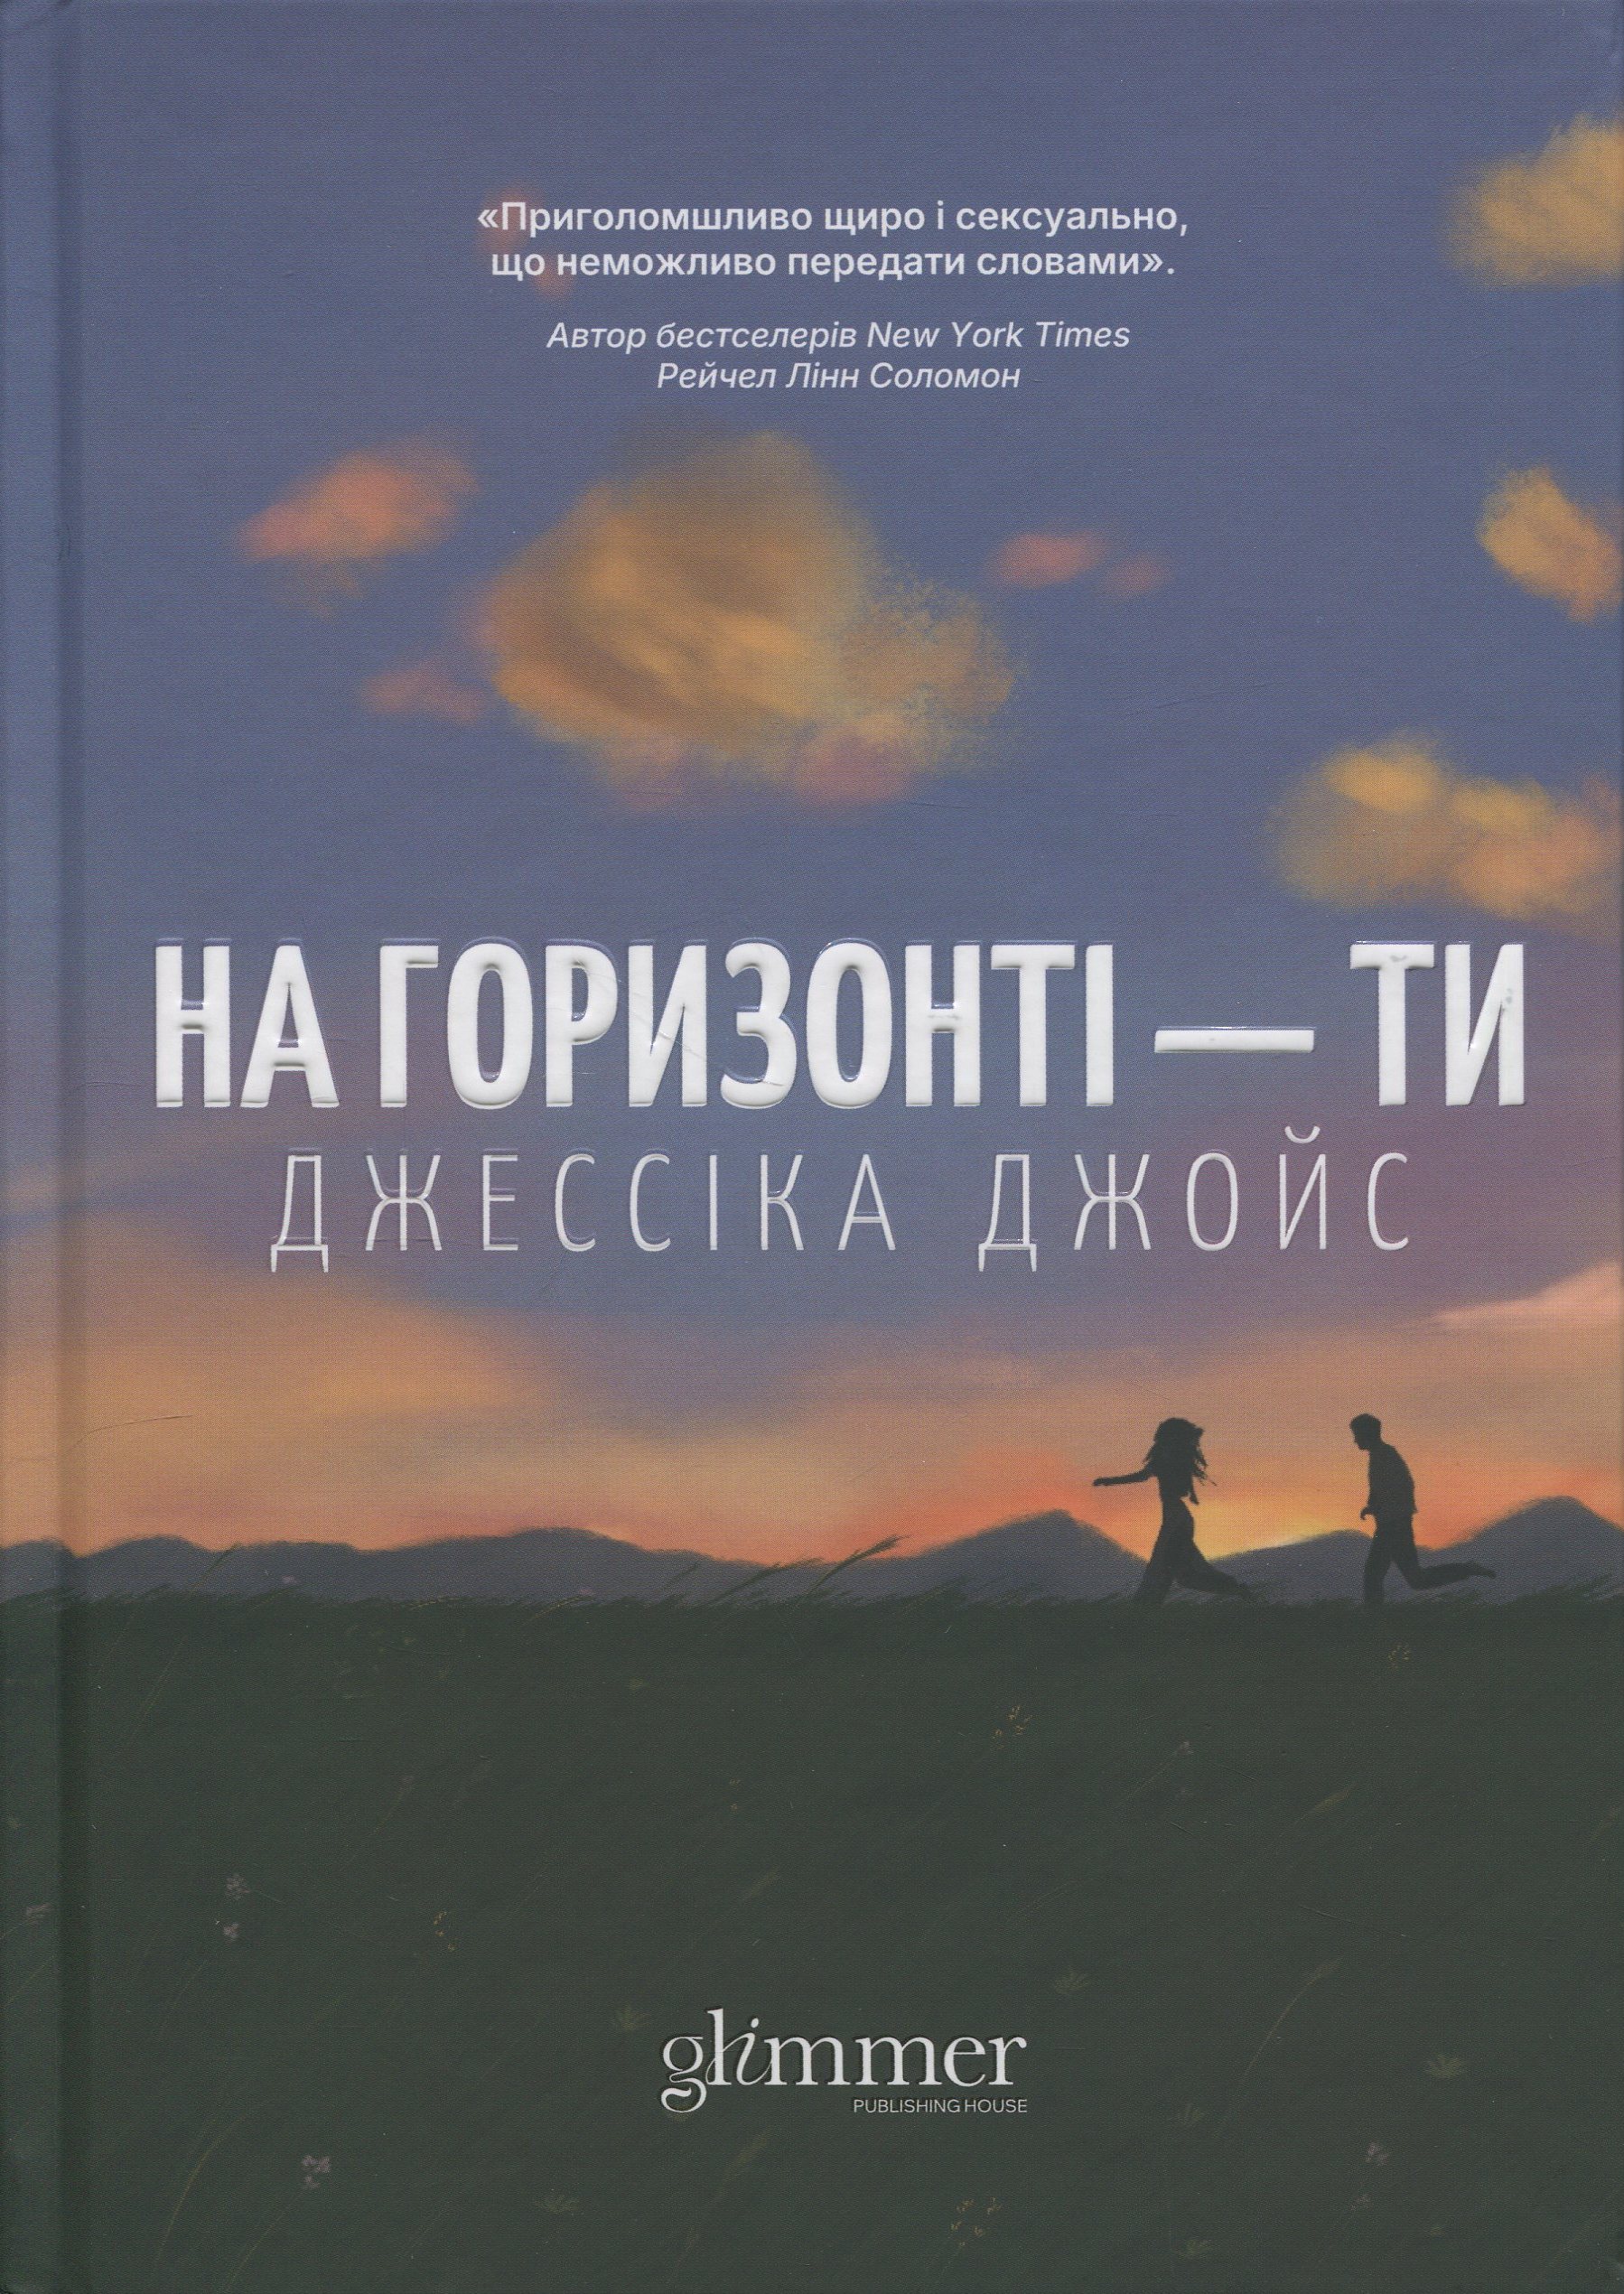 «Приголомшливо щиро і сексуально,
що неможливо передати словами».
Автор бестселерів New York Times
Рейчел Лінн Соломон
НА ГОРИЗОНТІ — ТИ
ДЖЕССІКА ДЖОЙС
glimmer
PUBLISHING HOUSE